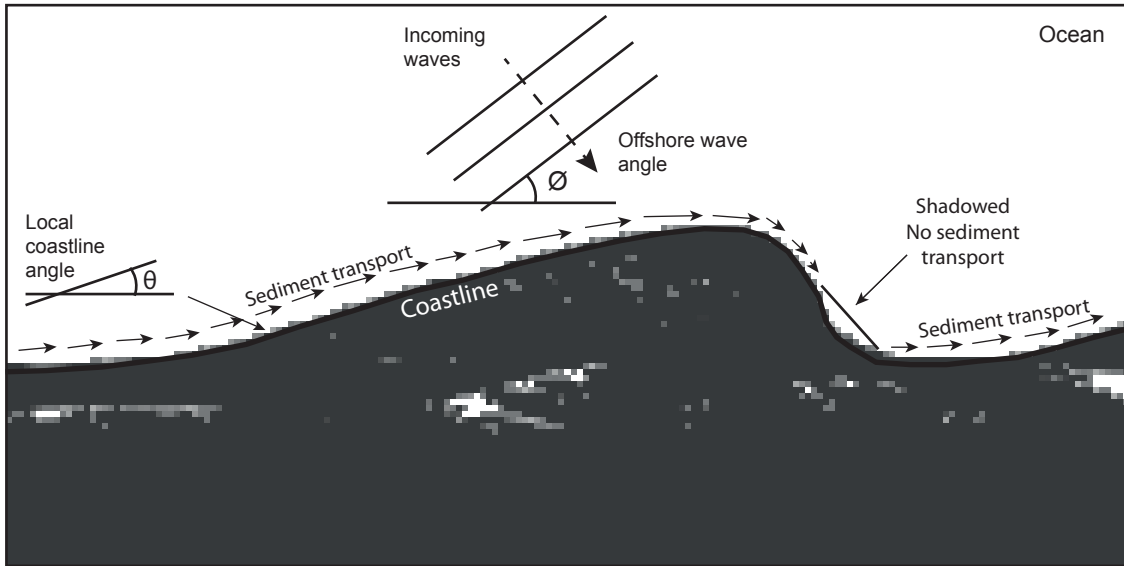 Incoming
waves
Ocean
Offshore wave
angle
Ø
Local
coastline
angle
θ
Sediment transport
Coastline
Shadowed
No sediment
transport
Sediment transport